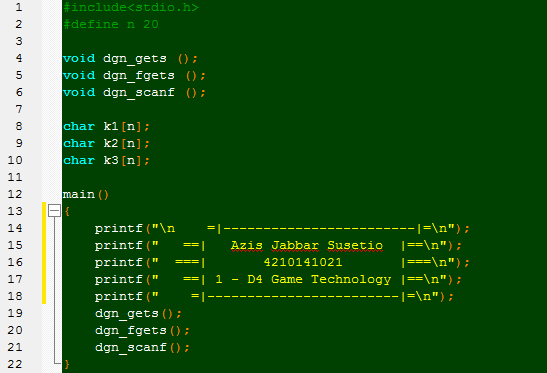 1 #include<stdio.h>
2 #define n 20
3
4 void dgn_gets ();
5 void dgn_fgets ();
6 void dgn_scanf ();
7
8 char k1[n];
9 char k2[n];
10 char k3[n];
11
12 main()
13 {
14     printf("\n    =|------------------------|=\n");
15     printf("   ==|   Azis Jabbar Susetio  |==\n");
16     printf("  ===|       4210141021       |===\n");
17     printf("   ==| 1 - D4 Game Technology |==\n");
18     printf("    =|------------------------|=\n");
19     dgn_gets();
20     dgn_fgets();
21     dgn_scanf();
22 }